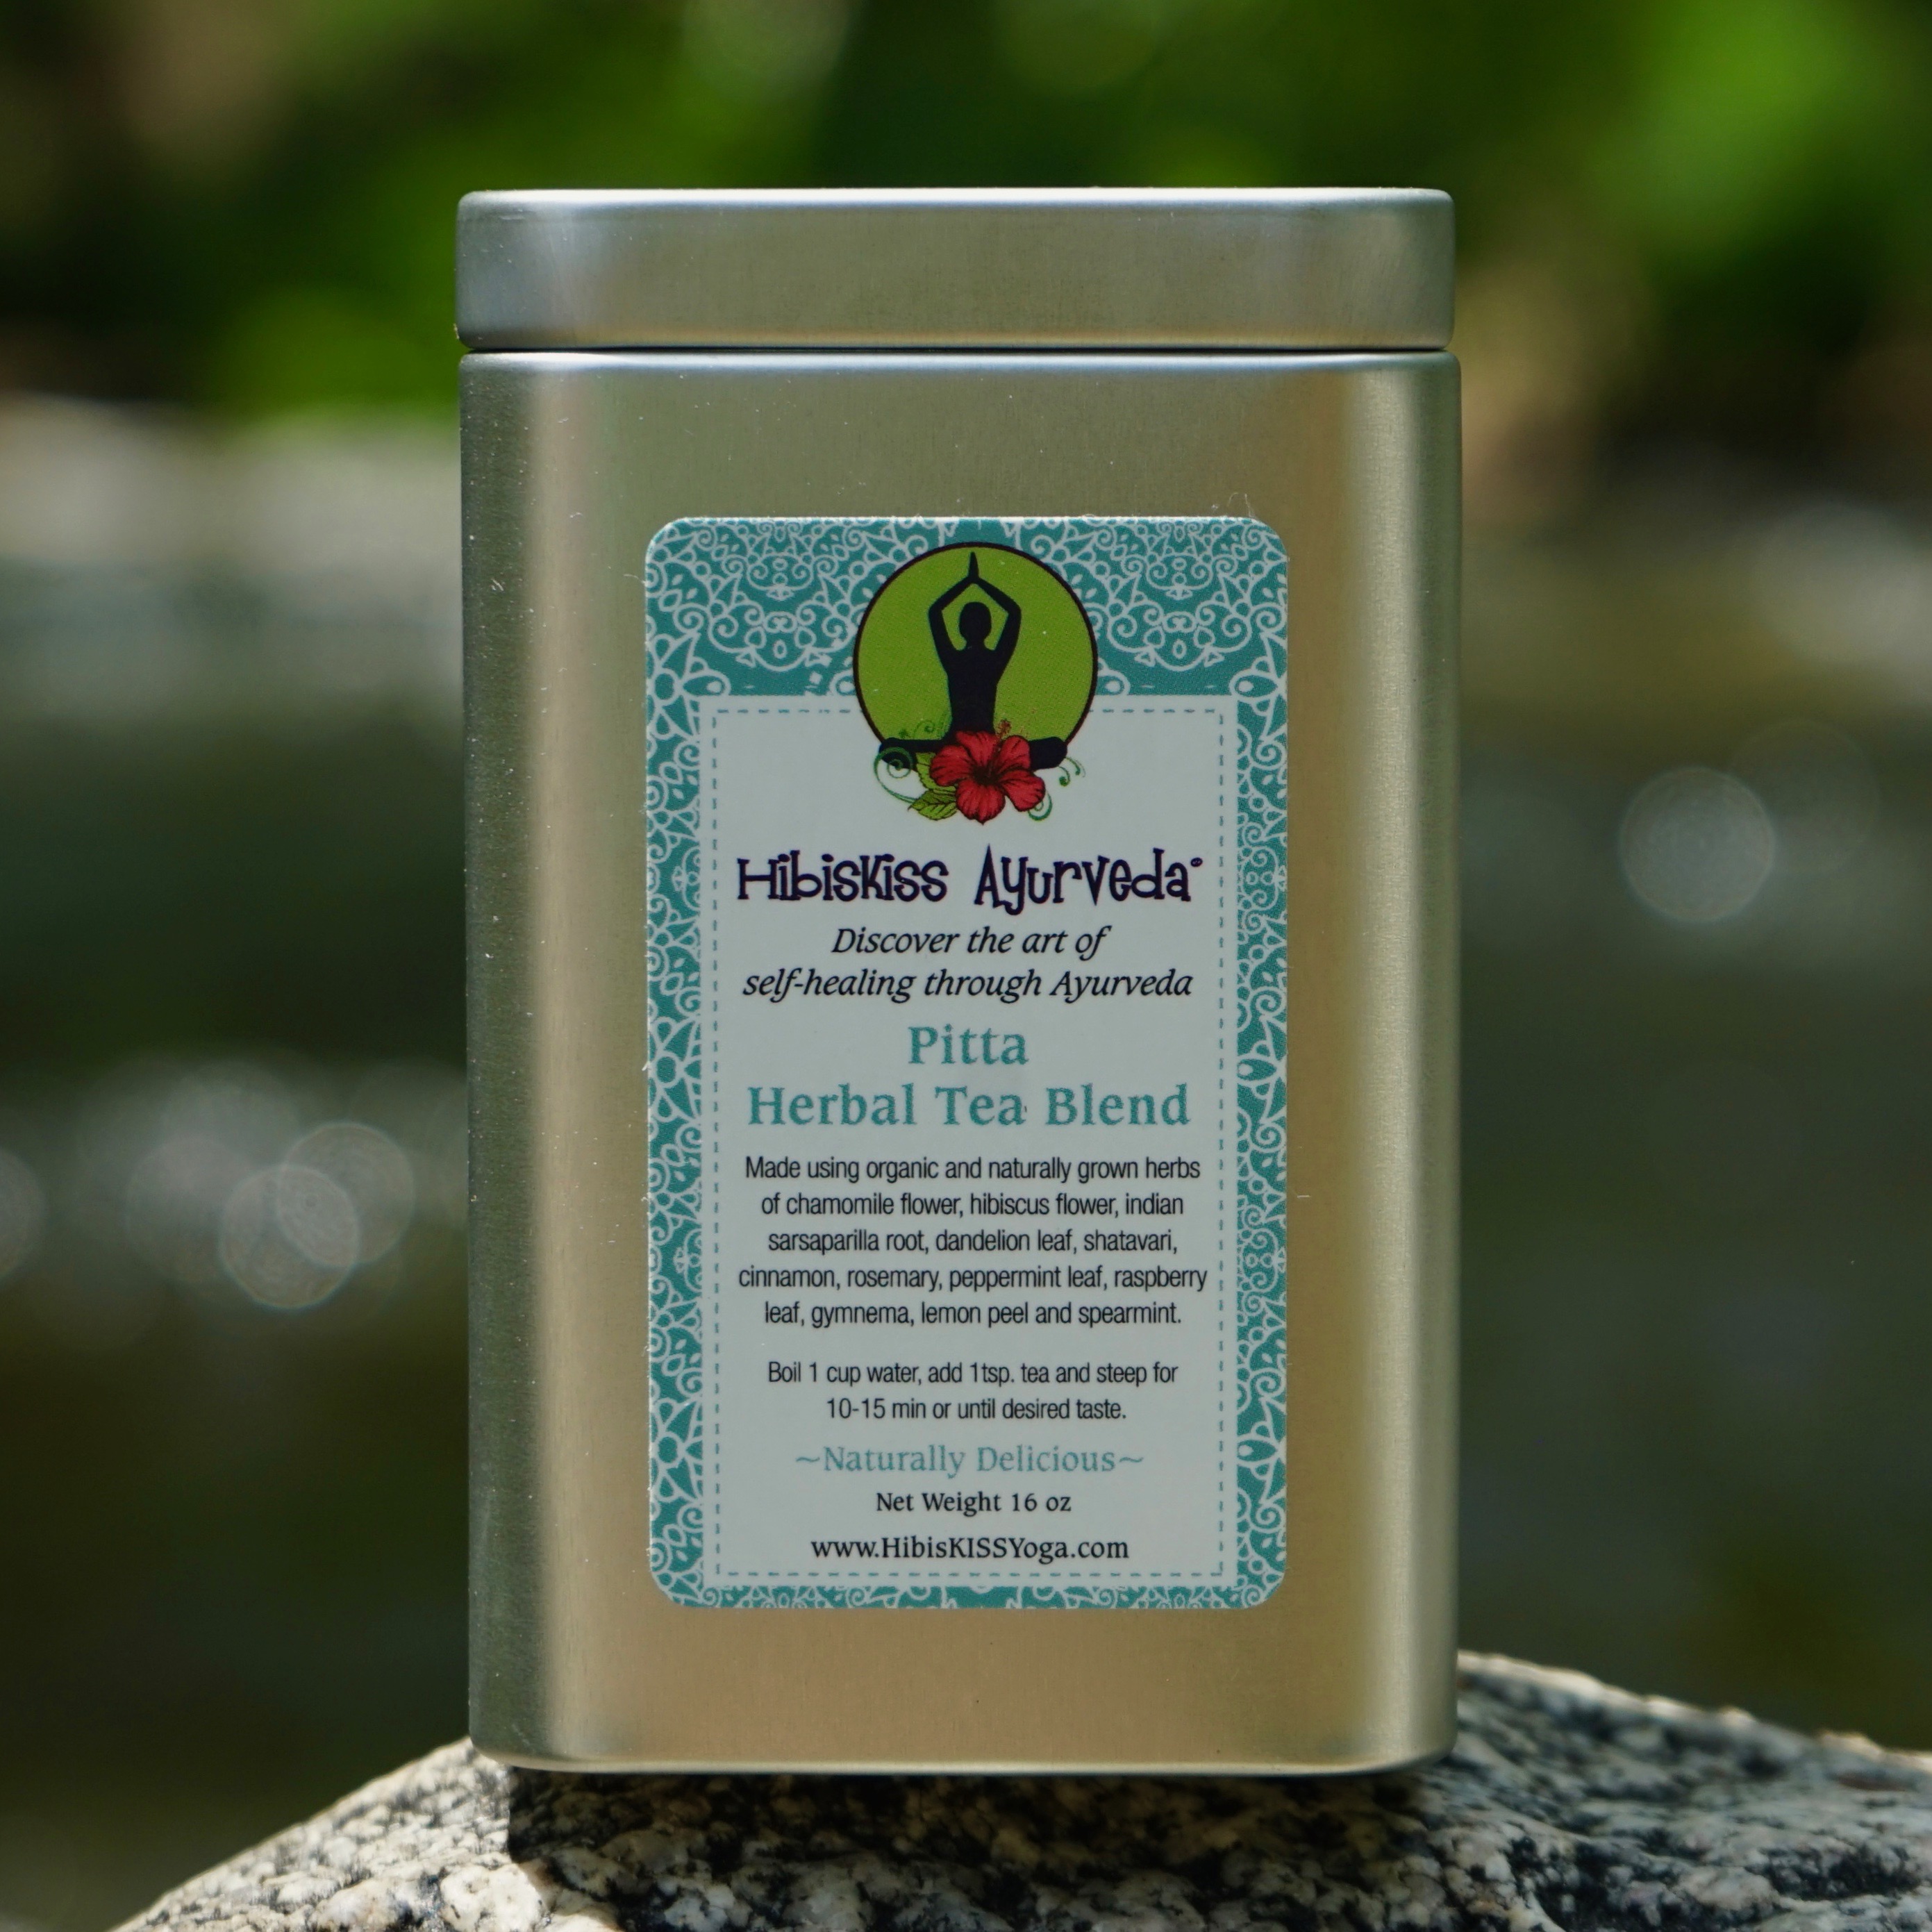 Hibiskiss Ayurveda
Discover the art of
self-healing through Ayurveda
Pitta
Herbal Tea Blend
Made using organic and naturally grown herbs
of chamomile flower, hibiscus flower, indian
sarsaparilla root, dandelion leaf, shatavari,
cinnamon, rosemary, peppermint leaf, raspberry
leaf, gymnema, lemon peel and spearmint.
Boil 1 cup water, add 1tsp. tea and steep for
10-15 min or until desired taste.
~Naturally Delicious~
Net Weight 16 oz
www.HibisKISSYoga.com